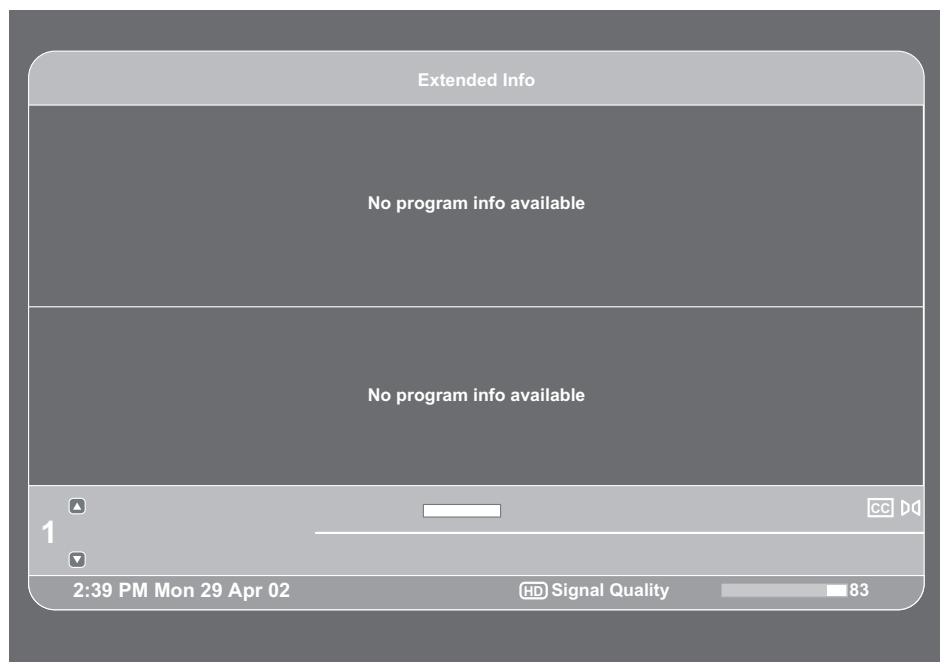 Extended Info
No program info available
No program info available
CC
1
2:39 PM Mon 29 Apr 02 HD Signal Quality 83